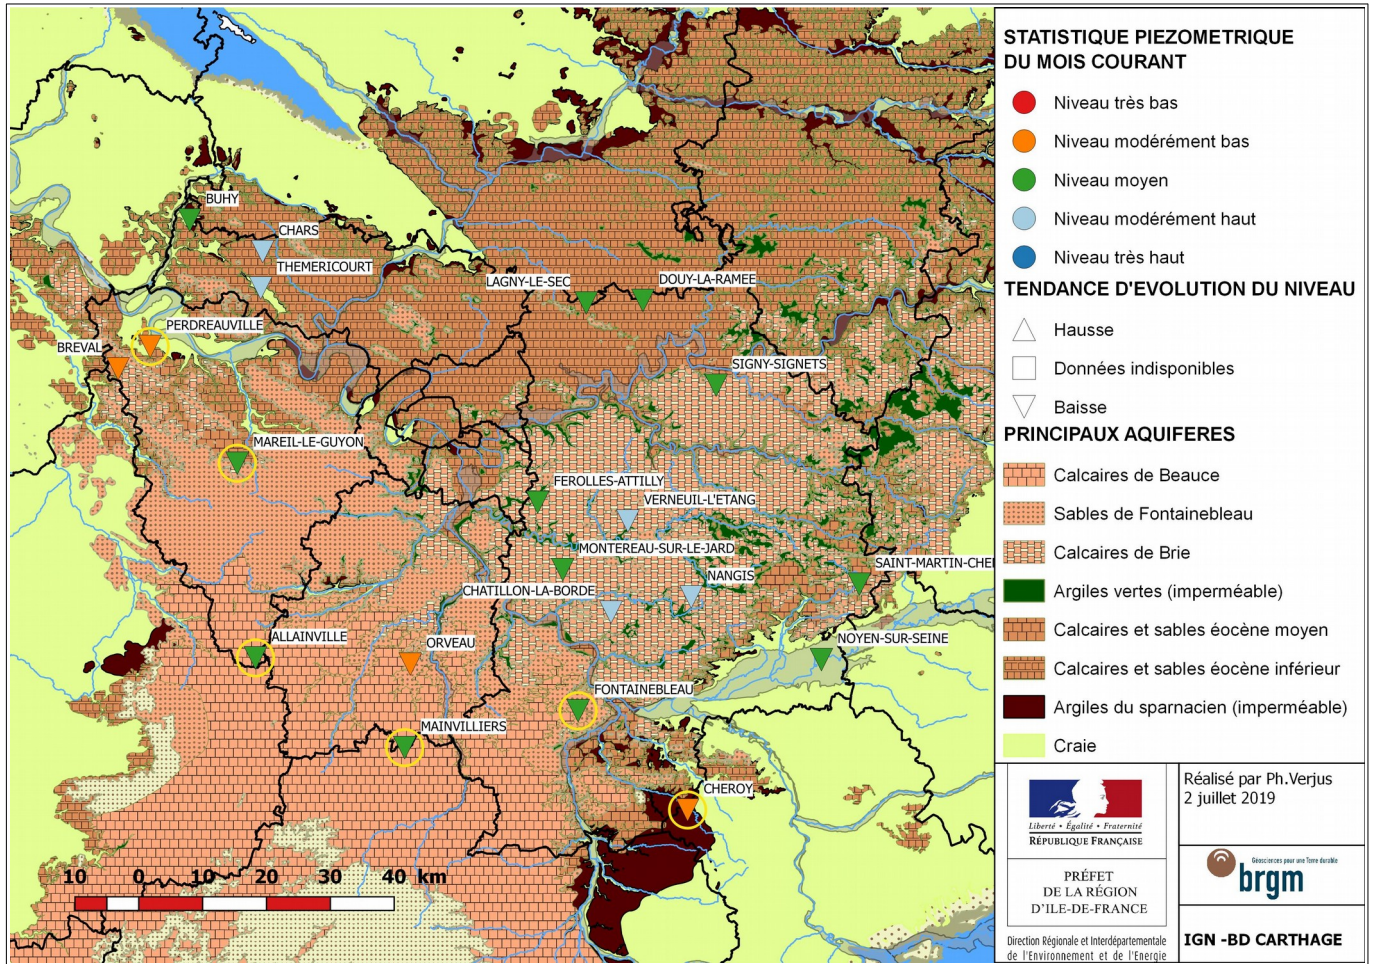 BUHY
CHARS
THEMERICOURT
LAGNY-LE-SEC
DOUY-LA-RAMEE
PERDREAUVILLE
BREVAL
SIGNY-SIGNETS
MAREIL-LE-GUYON
FEROLLES-ATTILLY
VERNEUIL-L'ETANG
MONTEREAU-SUR-LE-JARD
SAINT-MARTIN-CHE
NANGIS
CHATILLON-LA-BORDE
ALLAINVILLE
ORVEAU
NOYEN-SUR-SEINE
FONTAINEBLEAU
MAINVILLIERS
CHEROY
10 0 10 20 30 40 km
STATISTIQUE PIEZOMETRIQUE
DU MOIS COURANT
Niveau très bas
Niveau modérément bas
Niveau moyen
Niveau modérément haut
Niveau très haut
TENDANCE D'EVOLUTION DU NIVEAU
Hausse
Données indisponibles
Baisse
PRINCIPAUX AQUIFERES
Calcaires de Beauce
Sables de Fontainebleau
Calcaires de Brie
Argiles vertes (imperméable)
Calcaires et sables éocène moyen
Calcaires et sables éocène inférieur
Argiles du sparnacien (imperméable)
Craie
Liberté • Égalité • Fraternité
RÉPUBLIQUE FRANÇAISE
PRÉFET
DE LA RÉGION
D'ILE-DE-FRANCE
Direction Régionale et Interdépartementale
de l'Environnement et de l'Energie
Réalisé par Ph.Verjus
2 juillet 2019
Géosciences pour une Terre durable
brgm
IGN -BD CARTHAGE